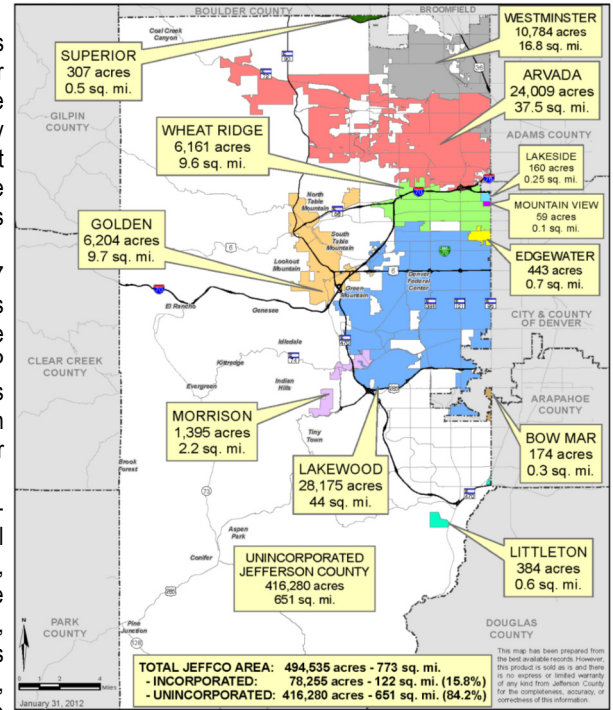 BOULDER COUNTY
BROOMFIELD
Coal Creek
Canyon
SUPERIOR
307 acres
0.5 sq. mi.
WESTMINSTER
10,784 acres
16.8 sq. mi.
ARVADA
24,009 acres
37.5 sq. mi.
GILPIN
COUNTY
ADAMS COUNTY
WHEAT RIDGE
6,161 acres
9.6 sq. mi.
LAKESIDE
160 acres
0.25 sq. mi.
MOUNTAIN VIEW
59 acres
0.1 sq. mi.
North
Table
Mountain
South
Table
Mountain
GOLDEN
6,204 acres
9.7 sq. mi.
6
Lookout
Mountain
6
EDGEWATER
443 acres
0.7 sq. mi.
Denver
Federal
Center
Green
Mountain
El Rancho
Genesee
CITY & COUNTY
OF DENVER
Idledale
CLEAR CREEK
COUNTY
Kittredge
74
Evergreen
Indian
Hills
ARAPAHOE
COUNTY
MORRISON
1,395 acres
2.2 sq. mi.
Tiny
Town
BOW MAR
174 acres
0.3 sq. mi.
LAKEWOOD
28,175 acres
44 sq. mi.
Brook
Forest
73
470
Aspen
Park
Conifer
UNINCORPORATED
JEFFERSON COUNTY
416,280 acres
651 sq. mi.
LITTLETON
384 acres
0.6 sq. mi.
285
PARK
COUNTY
Pine
Junction
126
DOUGLAS
COUNTY
N
TOTAL JEFFCO AREA: 494,535 acres - 773 sq. mi.
- INCORPORATED: 78,255 acres - 122 sq. mi. (15.8%)
- UNINCORPORATED: 416,280 acres - 651 sq. mi. (84.2%)
This map has been prepared from
the best available records. However,
this product is sold as is and there
is no express or limited warranty
of any kind from Jefferson County
for the completeness, accuracy, or
correctness of this information.
0 1 2 4
Miles
January 31, 2012